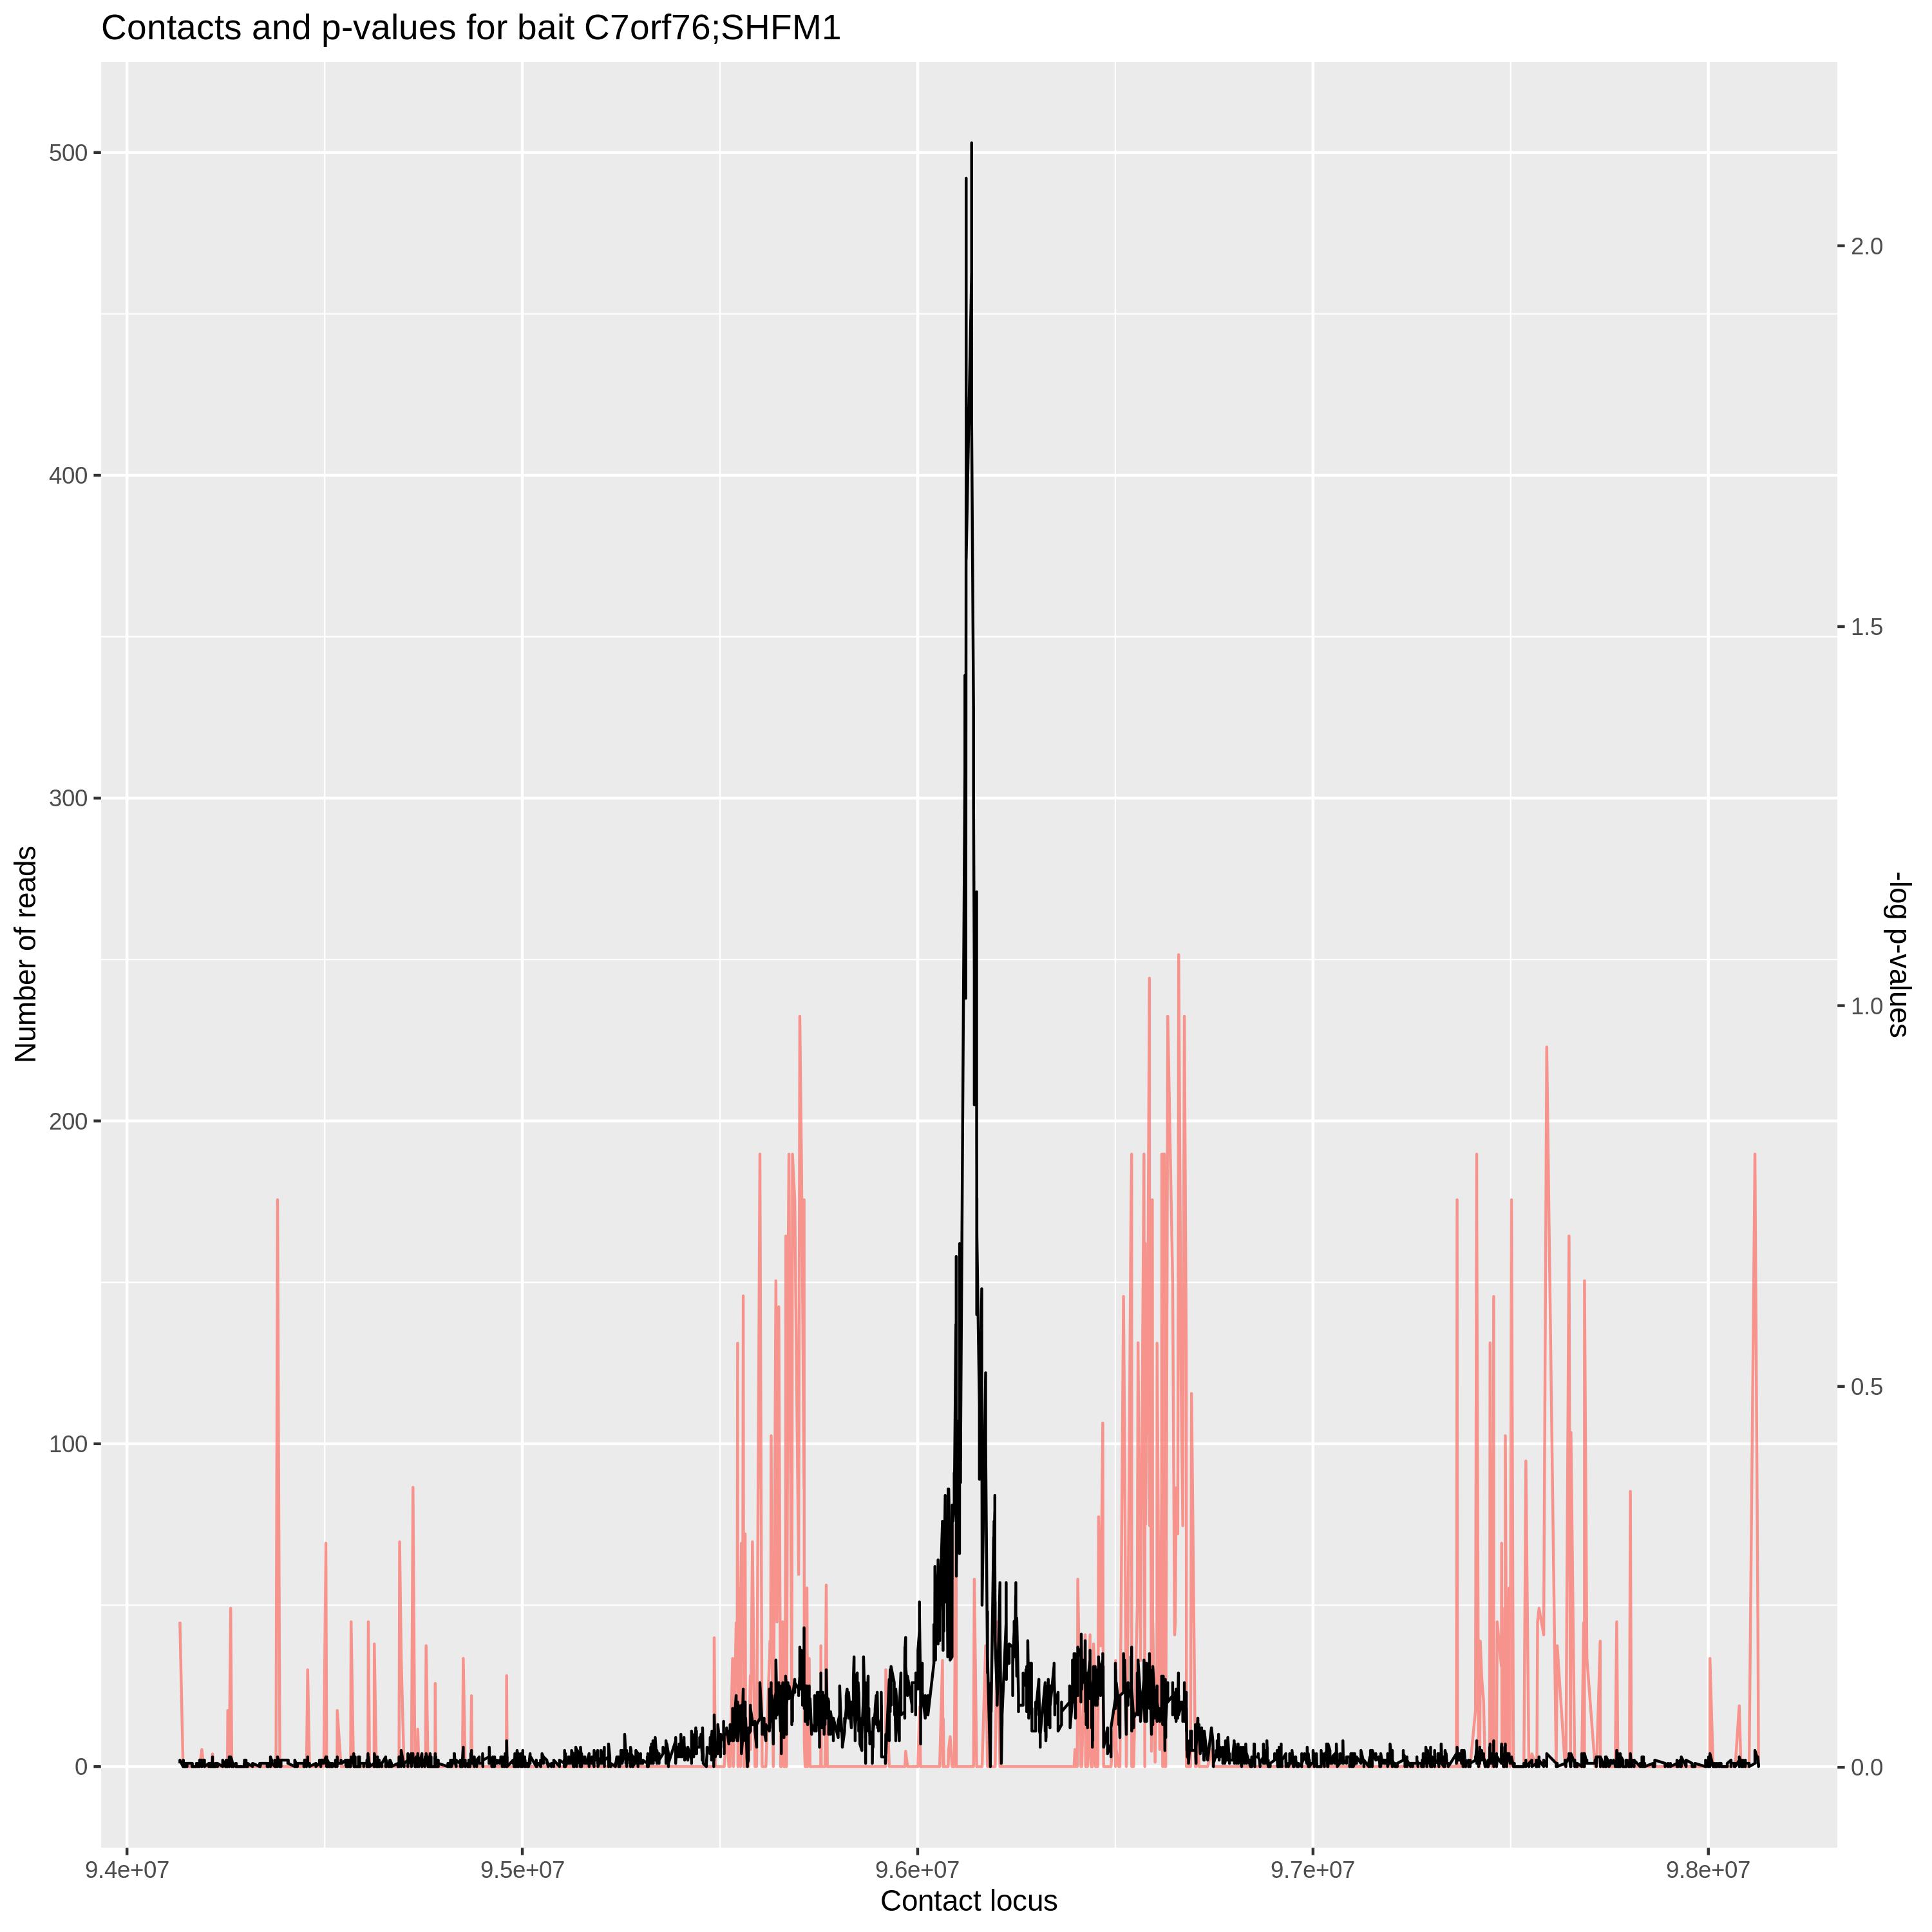 Contacts and p-values for bait C7orf76;SHFM1
500
400
300
200
100
0
Number of reads
2.0
1.5
1.0
0.5
0.0
-log p-values
9.4e+07
9.5e+07
9.6e+07
9.7e+07
9.8e+07
Contact locus